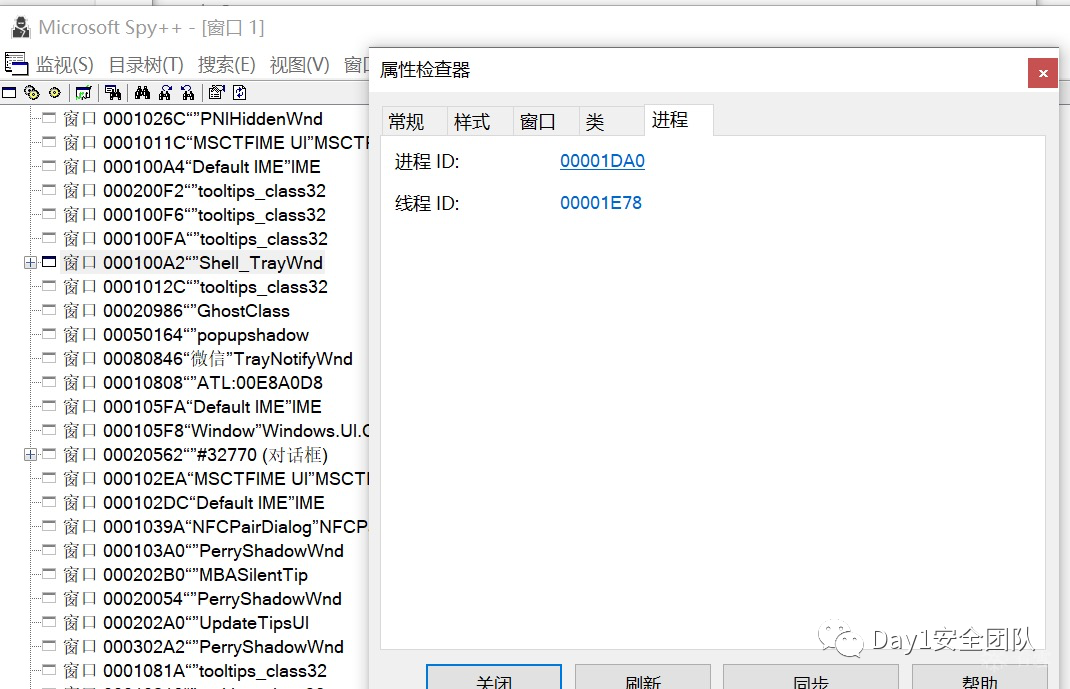 Microsoft Spy++ - [窗口 1]
监视(S) 目录树(T) 搜索(E) 视图(V) 窗口
窗口 0001026C“”PNIHiddenWnd
窗口 0001011C“MSCTFIME UI”MSCTF
窗口 000100A4“Default IME”IME
窗口 000200F2“”tooltips_class32
窗口 000100F6“”tooltips_class32
窗口 000100FA“”tooltips_class32
窗口 000100A2“”Shell_TrayWnd
窗口 0001012C“”tooltips_class32
窗口 00020986“”GhostClass
窗口 00050164“”popupshadow
窗口 00080846“微信”TrayNotifyWnd
窗口 00010808“”ATL:00E8A0D8
窗口 000105FA“Default IME”IME
窗口 000105F8“Window”Windows.UI.C
窗口 00020562“”#32770 (对话框)
窗口 000102EA“MSCTFIME UI”MSCTF
窗口 000102DC“Default IME”IME
窗口 0001039A“NFCPairDialog”NFCP
窗口 000103A0“”PerryShadowWnd
窗口 000202B0“”MBASilentTip
窗口 00020054“”PerryShadowWnd
窗口 000202A0“”UpdateTipsUI
窗口 000302A2“”PerryShadowWnd
窗口 0001081A“”tooltips_class32
属性检查器
常规 样式 窗口 类 进程
进程 ID: 00001DA0
线程 ID: 00001E78
关闭 刷新 同步 帮助
Day1安全团队